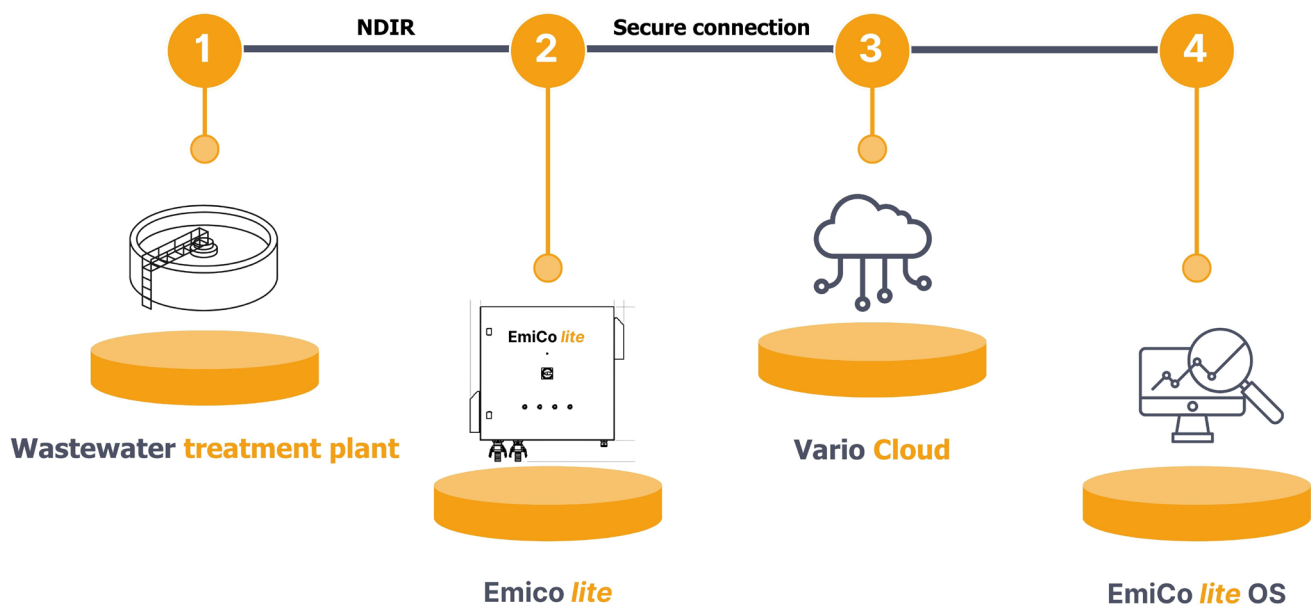 1
NDIR
2
Secure connection
3
4
EmiCo lite
Wastewater treatment plant
Vario Cloud
Emico lite
EmiCo lite OS